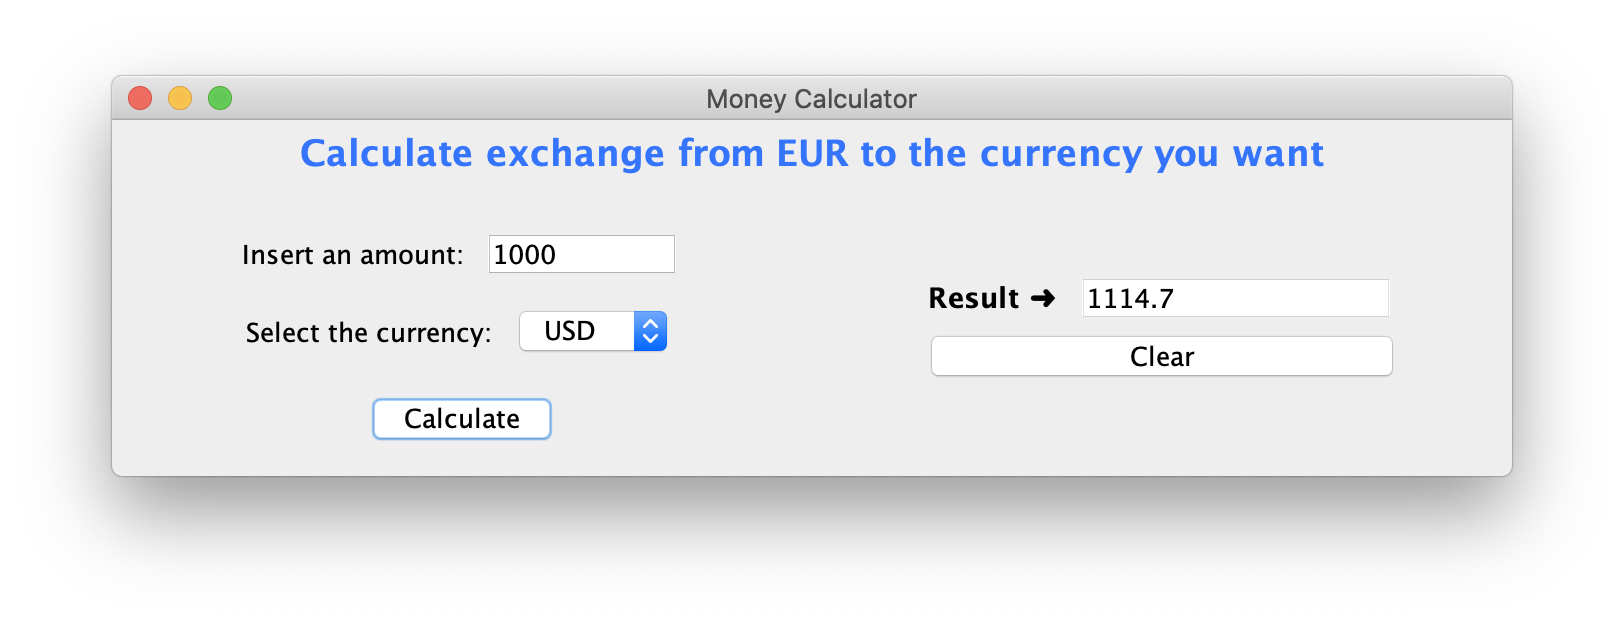 Money Calculator
Calculate exchange from EUR to the currency you want
Insert an amount: 1000
Select the currency: USD
Calculate
Result ➜ 1114.7
Clear